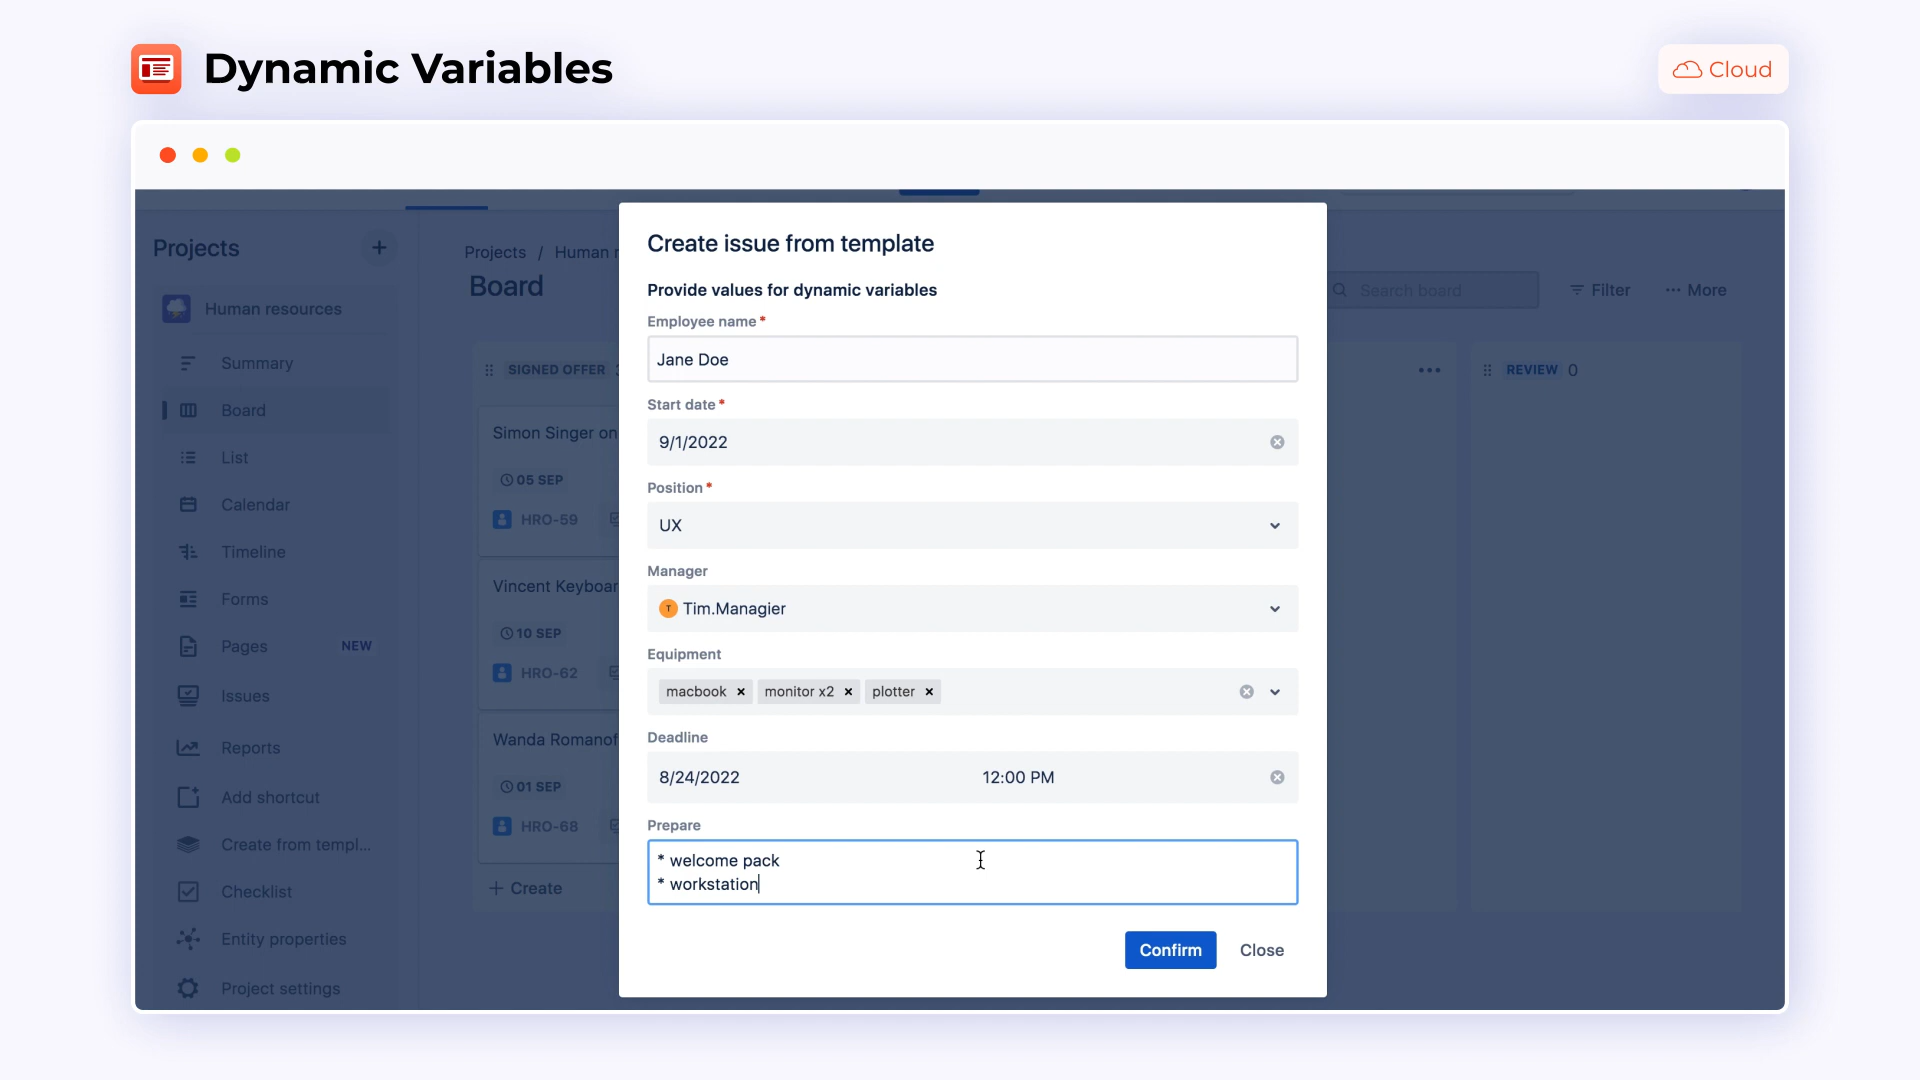 Dynamic Variables
Cloud
Projects
+
Human resources
Summary
Board
List
Calendar
Timeline
Forms
Pages NEW
Issues
Reports
Add shortcut
Create from templ...
Checklist
Entity properties
Project settings
Projects / Human
Board
Search board
Filter
More
SIGNED OFFER
Simon Singer on
05 SEP
HRO-59
Vincent Keyboar
10 SEP
HRO-62
Wanda Romanof
01 SEP
HRO-68
+ Create
REVIEW 0
Create issue from template
Provide values for dynamic variables
Employee name *
Jane Doe
Start date *
9/1/2022
Position *
UX
Manager
T Tim.Managier
Equipment
macbook × monitor x2 × plotter ×
Deadline
8/24/2022 12:00 PM
Prepare
* welcome pack
* workstation
Confirm Close